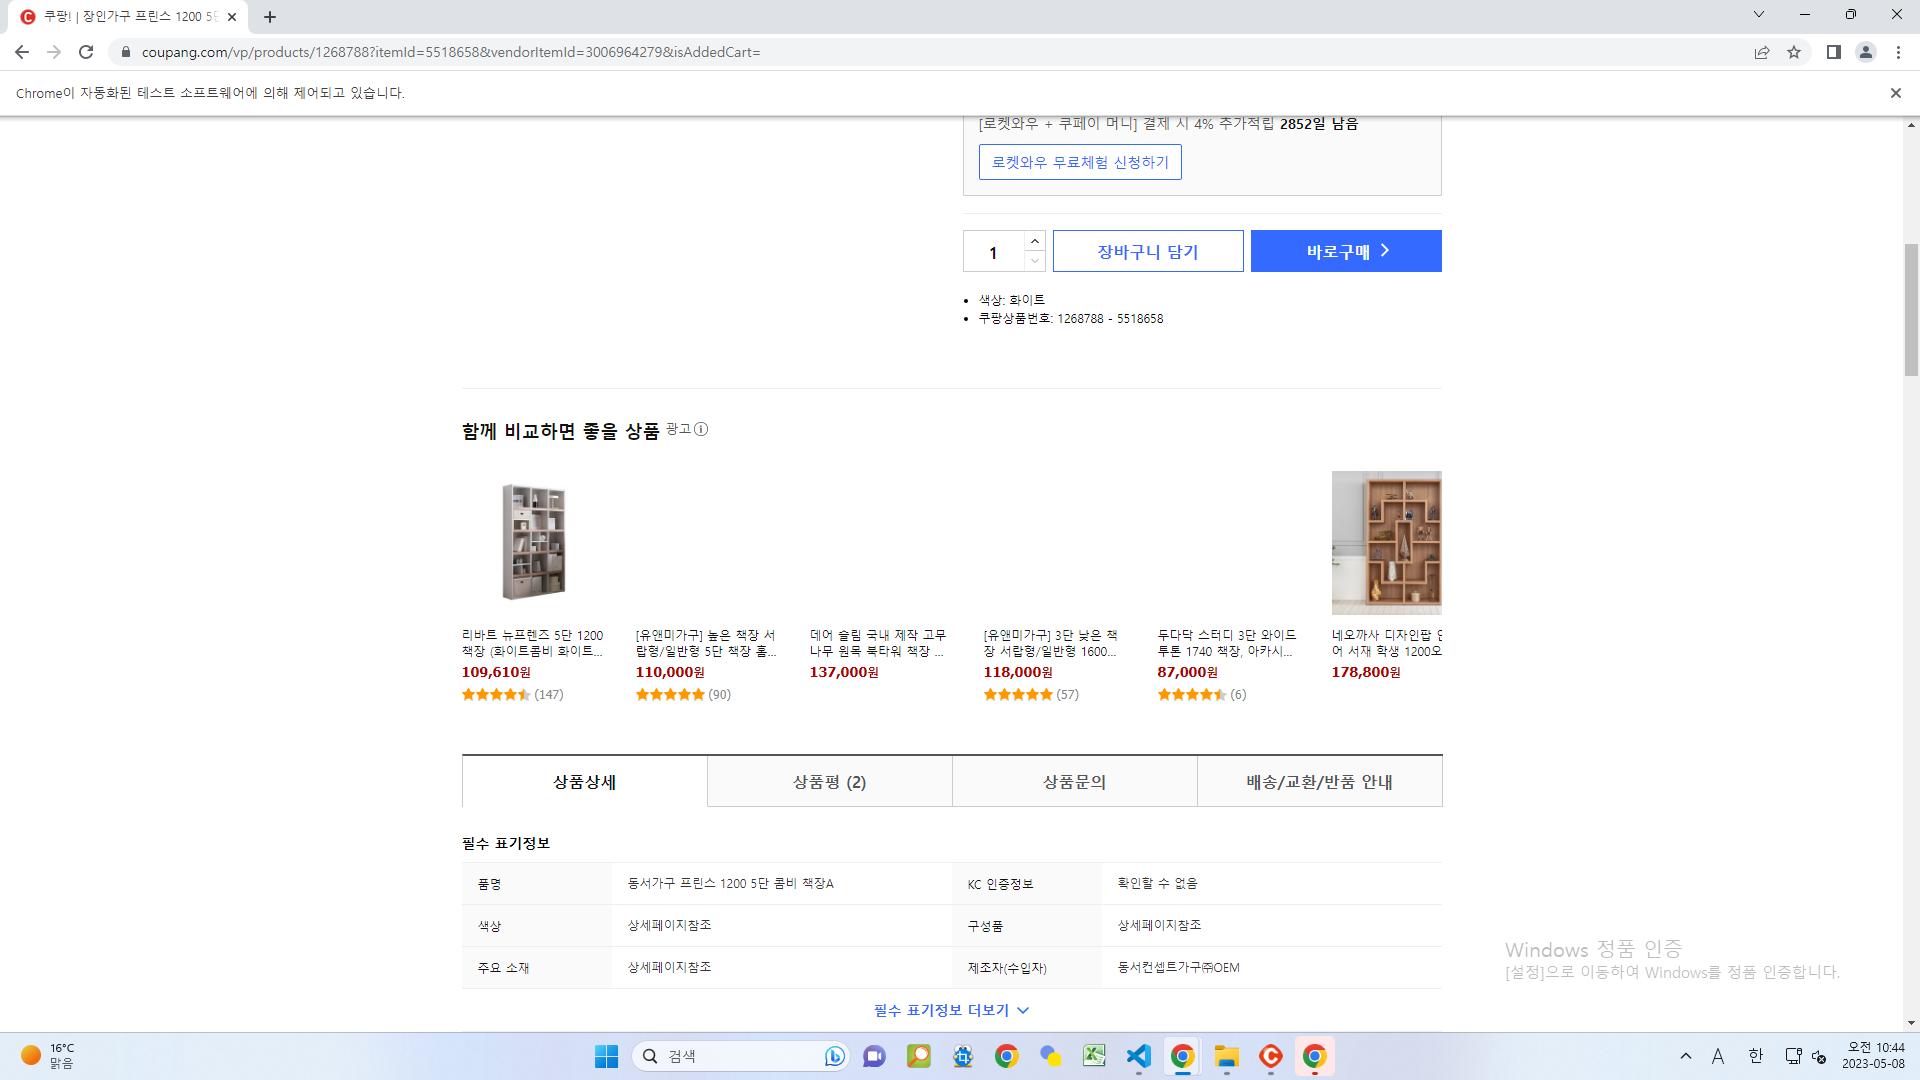 쿠팡! | 장인가구 프린스 1200 5단
coupang.com/vp/products/1268788?itemId=5518658&vendorItemId=3006964279&isAddedCart=
Chrome이 자동화된 테스트 소프트웨어에 의해 제어되고 있습니다.
[로켓와우 + 쿠페이 머니] 결제 시 4% 추가적립 2852일 남음
로켓와우 무료체험 신청하기
1
장바구니 담기
바로구매
색상: 화이트
쿠팡상품번호: 1268788 - 5518658
함께 비교하면 좋을 상품 광고
리바트 뉴프렌즈 5단 1200
책장 (화이트콤비 화이트...
109,610원
(147)
[유앤미가구] 높은 책장 서
랍형/일반형 5단 책장 홈...
110,000원
(90)
데어 슬림 국내 제작 고무
나무 원목 북타워 책장 ...
137,000원
[유앤미가구] 3단 낮은 책
장 서랍형/일반형 1600...
118,000원
(57)
두다닥 스터디 3단 와이드
투톤 1740 책장, 아카시...
87,000원
(6)
네오까사 디자인팝 인
어 서재 학생 1200오
178,800원
상품상세
상품평 (2)
상품문의
배송/교환/반품 안내
필수 표기정보
품명 동서가구 프린스 1200 5단 콤비 책장A KC 인증정보 확인할 수 없음
색상 상세페이지참조 구성품 상세페이지참조
주요 소재 상세페이지참조 제조자(수입자) 동서컨셉트가구㈜OEM
필수 표기정보 더보기
Windows 정품 인증
[설정]으로 이동하여 Windows를 정품 인증합니다.
16°C
맑음
검색
A
한
오전 10:44
2023-05-08